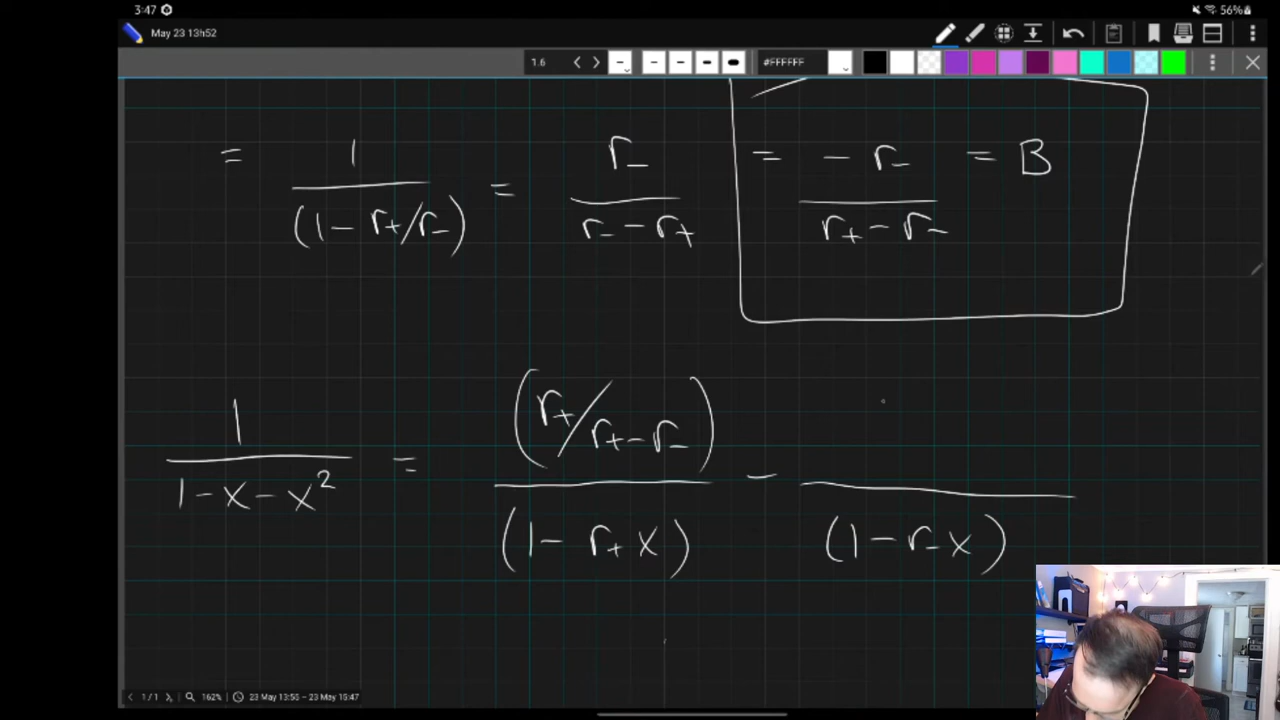 3:47 56%
May 23 13h52
1.6 #FFFFFF
= 1/(1 - r₊/r₋) = r₋/(r₋ - r₊) = -r₋/(r₊ - r₋) = B
1/(1 - x - x²) = (r₊/r₊ - r₋)/(1 - r₊x) - /(1 - r₋x)
1/1 162% 23 May 13:55 – 23 May 15:47